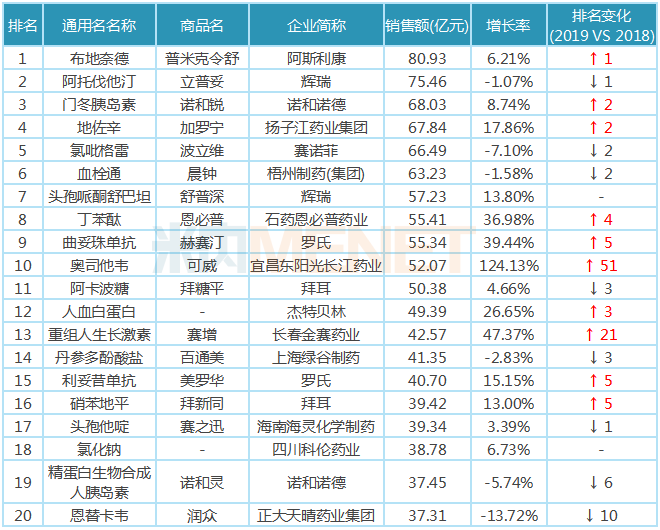 排名 通用名名称 商品名 企业简称 销售额(亿元) 增长率 排名变化
(2019 VS 2018)
1 布地奈德 普米克令舒 阿斯利康 80.93 6.21% ↑ 1
2 阿托伐他汀 立普妥 辉瑞 75.46 -1.07% ↓ 1
3 门冬胰岛素 诺和锐 诺和诺德 68.03 8.74% ↑ 2
4 地佐辛 加罗宁 扬子江药业集团 67.84 17.86% ↑ 2
5 氯吡格雷 波立维 赛诺菲 66.49 -7.10% ↓ 2
6 血栓通 晨钟 梧州制药(集团) 63.23 -1.58% ↓ 2
7 头孢哌酮舒巴坦 舒普深 辉瑞 57.23 13.80% -
8 丁苯酞 恩必普 石药恩必普药业 55.41 36.98% ↑ 4
9 曲妥珠单抗 赫赛汀 罗氏 55.34 39.44% ↑ 5
米内MENET
10 奥司他韦 可威 宜昌东阳光长江药业 52.07 124.13% ↑ 51
11 阿卡波糖 拜糖平 拜耳 50.38 4.66% ↓ 3
12 人血白蛋白 - 杰特贝林 49.39 26.65% ↑ 3
13 重组人生长激素 赛增 长春金赛药业 42.57 47.37% ↑ 21
14 丹参多酚酸盐 百通美 上海绿谷制药 41.35 -2.83% ↓ 3
15 利妥昔单抗 美罗华 罗氏 40.70 15.15% ↑ 5
16 硝苯地平 拜新同 拜耳 39.42 13.00% ↑ 5
17 头孢他啶 赛之迅 海南海灵化学制药 39.34 3.39% ↓ 1
18 氯化钠 - 四川科伦药业 38.78 6.73% -
19 精蛋白生物合成
人胰岛素 诺和灵 诺和诺德 37.45 -5.74% ↓ 6
20 恩替卡韦 润众 正大天晴药业集团 37.31 -13.72% ↓ 10